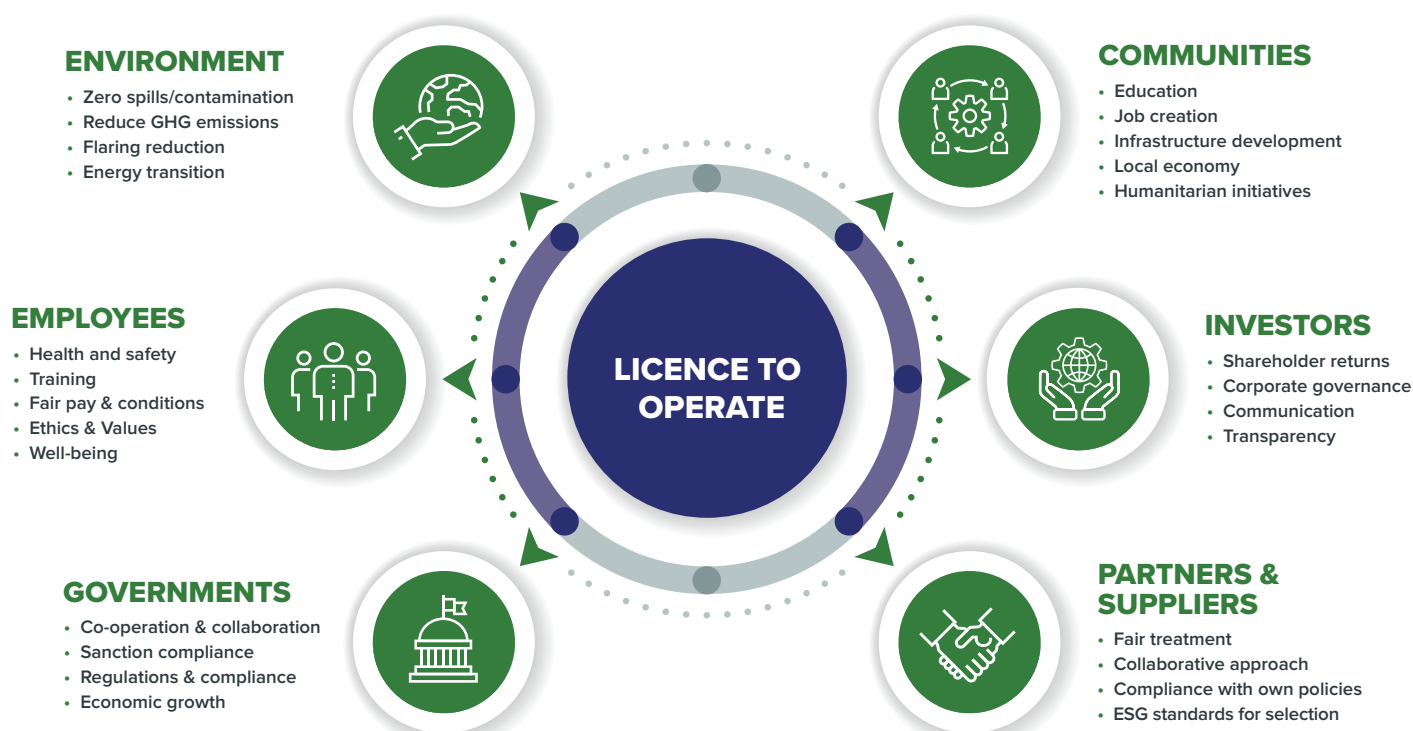 ENVIRONMENT
• Zero spills/contamination
• Reduce GHG emissions
• Flaring reduction
• Energy transition
COMMUNITIES
• Education
• Job creation
• Infrastructure development
• Local economy
• Humanitarian initiatives
EMPLOYEES
• Health and safety
• Training
• Fair pay & conditions
• Ethics & Values
• Well-being
LICENCE TO
OPERATE
INVESTORS
• Shareholder returns
• Corporate governance
• Communication
• Transparency
GOVERNMENTS
• Co-operation & collaboration
• Sanction compliance
• Regulations & compliance
• Economic growth
PARTNERS &
SUPPLIERS
• Fair treatment
• Collaborative approach
• Compliance with own policies
• ESG standards for selection